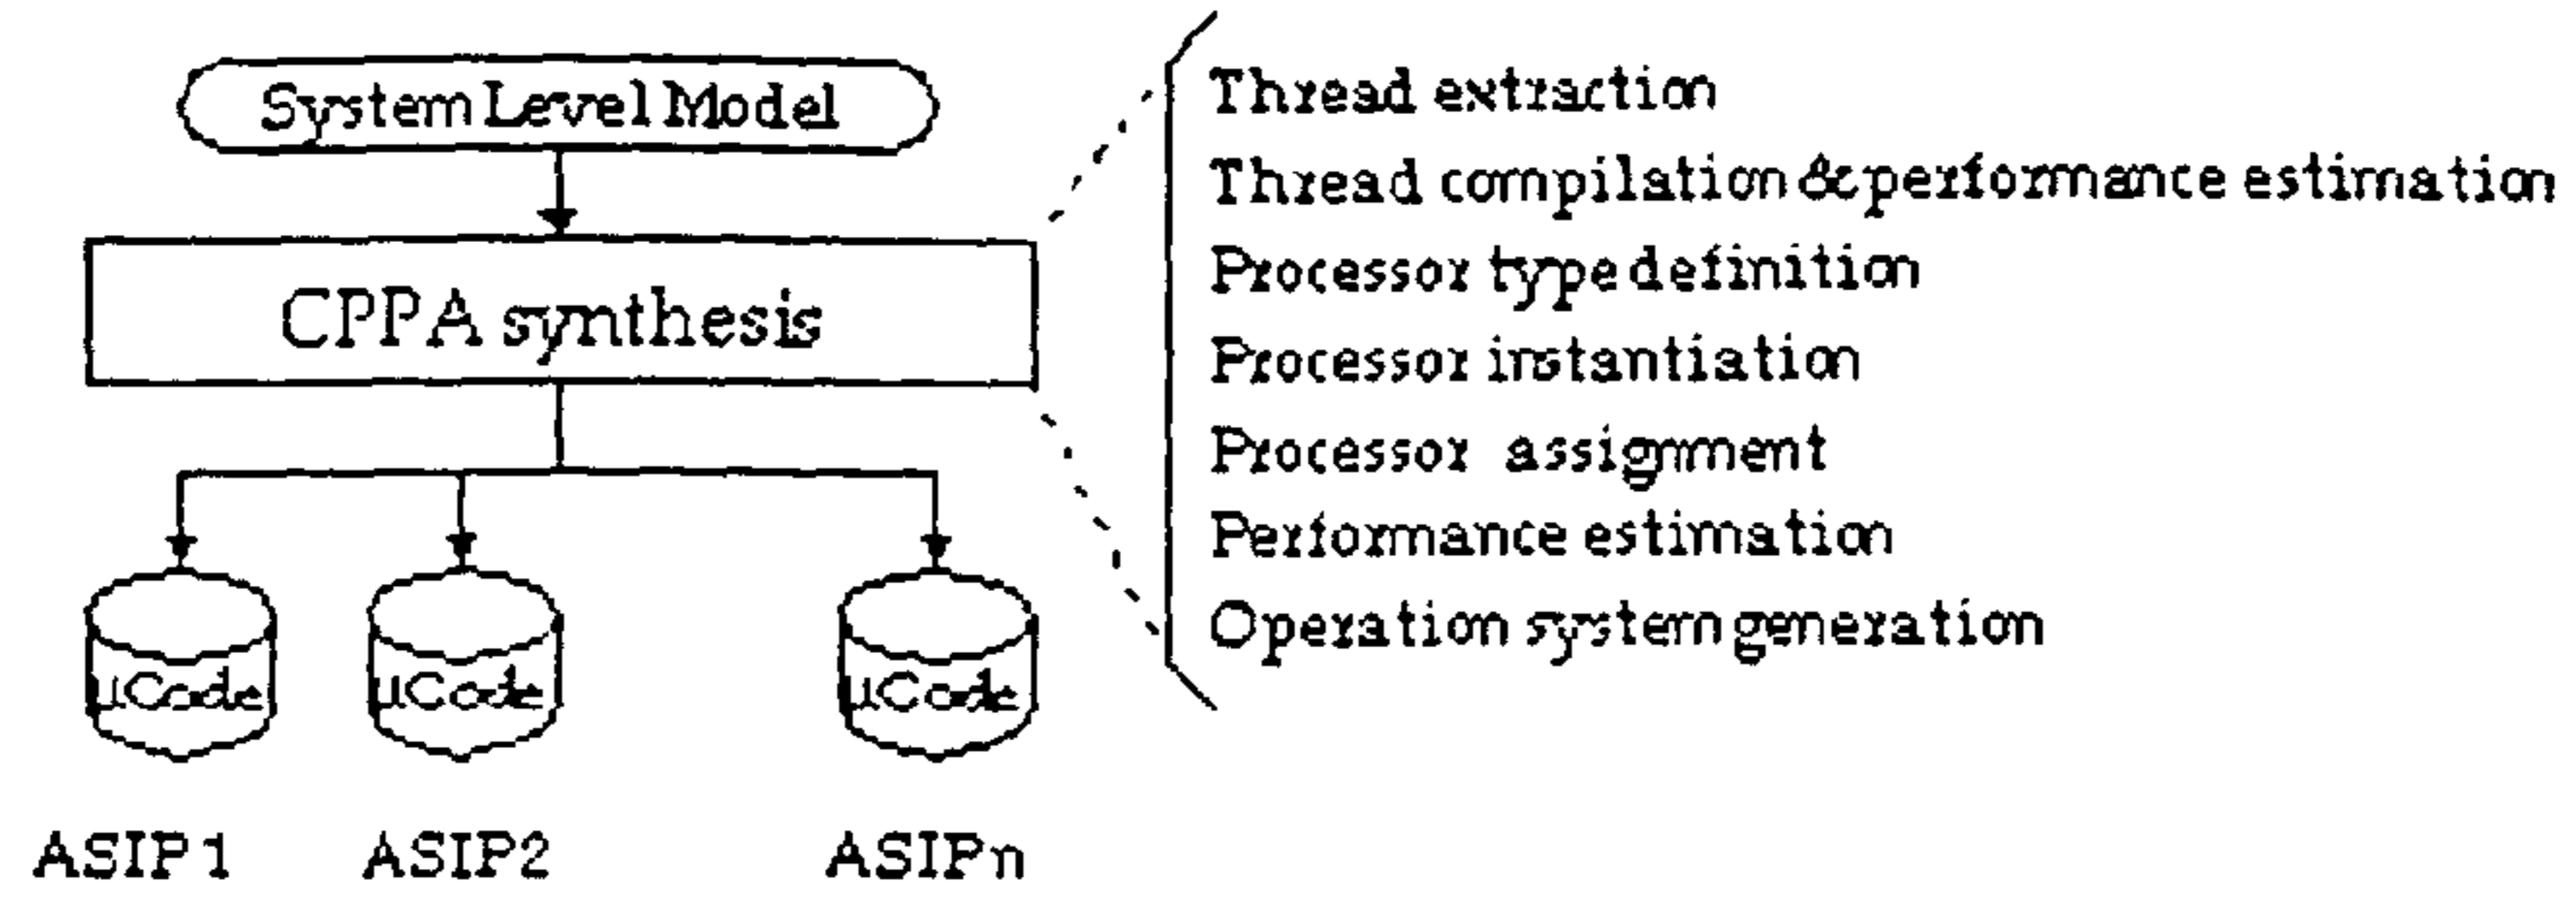 System Level Model
CPPA synthesis
µCode µCode µCode
ASIP1 ASIP2 ASIPn
Thread extraction
Thread compilation & performance estimation
Processor type definition
Processor instantiation
Processor assignment
Performance estimation
Operation system generation